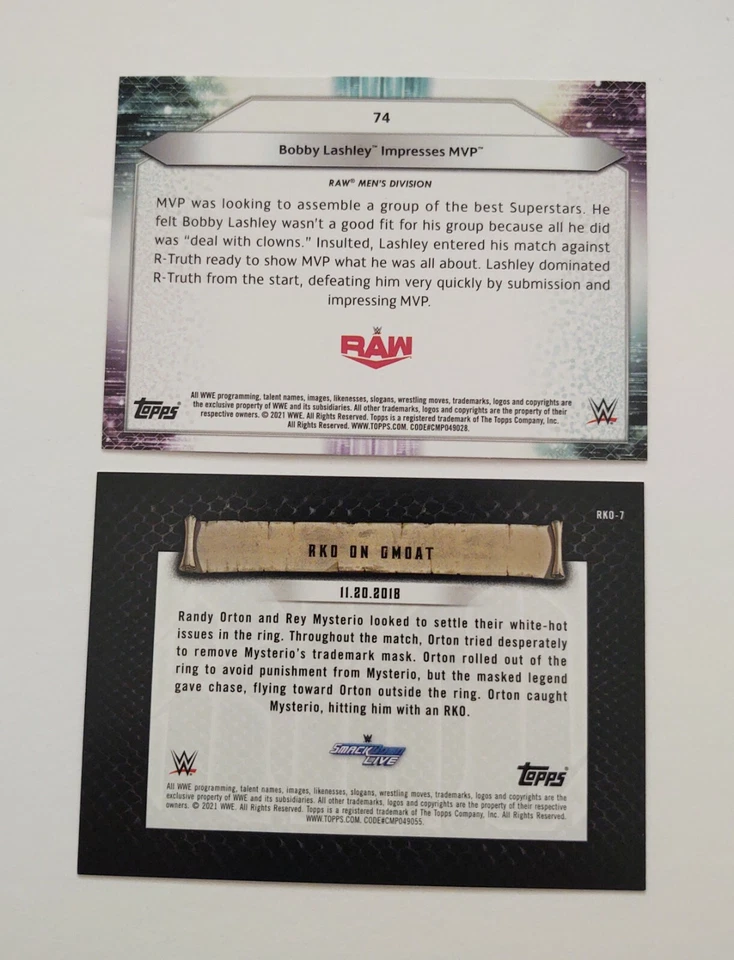 74
Bobby Lashley™ Impresses MVP™
RAW® MEN'S DIVISION
MVP was looking to assemble a group of the best Superstars. He
felt Bobby Lashley wasn't a good fit for his group because all he did
was "deal with clowns." Insulted, Lashley entered his match against
R-Truth ready to show MVP what he was all about. Lashley dominated
R-Truth from the start, defeating him very quickly by submission and
impressing MVP.
RAW
Topps®
All WWE programming, talent names, images, likenesses, slogans, wrestling moves, trademarks, logos and copyrights are
the exclusive property of WWE and its subsidiaries. All other trademarks, logos and copyrights are the property of their
respective owners. © 2021 WWE. All Rights Reserved. Topps is a registered trademark of The Topps Company, Inc.
All Rights Reserved. WWW.TOPPS.COM. CODE#CMP049028.
W
RKO-7
RKO ON OMOAT
11.20.2018
Randy Orton and Rey Mysterio looked to settle their white-hot
issues in the ring. Throughout the match, Orton tried desperately
to remove Mysterio's trademark mask. Orton rolled out of the
ring to avoid punishment from Mysterio, but the masked legend
gave chase, flying toward Orton outside the ring. Orton caught
Mysterio, hitting him with an RKO.
SMACKDOWN
LIVE
W
Topps®
All WWE programming, talent names, images, likenesses, slogans, wrestling moves, trademarks, logos and copyrights are the
exclusive property of WWE and its subsidiaries. All other trademarks, logos and copyrights are the property of their respective
owners. © 2021 WWE. All Rights Reserved. Topps is a registered trademark of The Topps Company, Inc. All Rights Reserved.
WWW.TOPPS.COM. CODE#CMP049055.